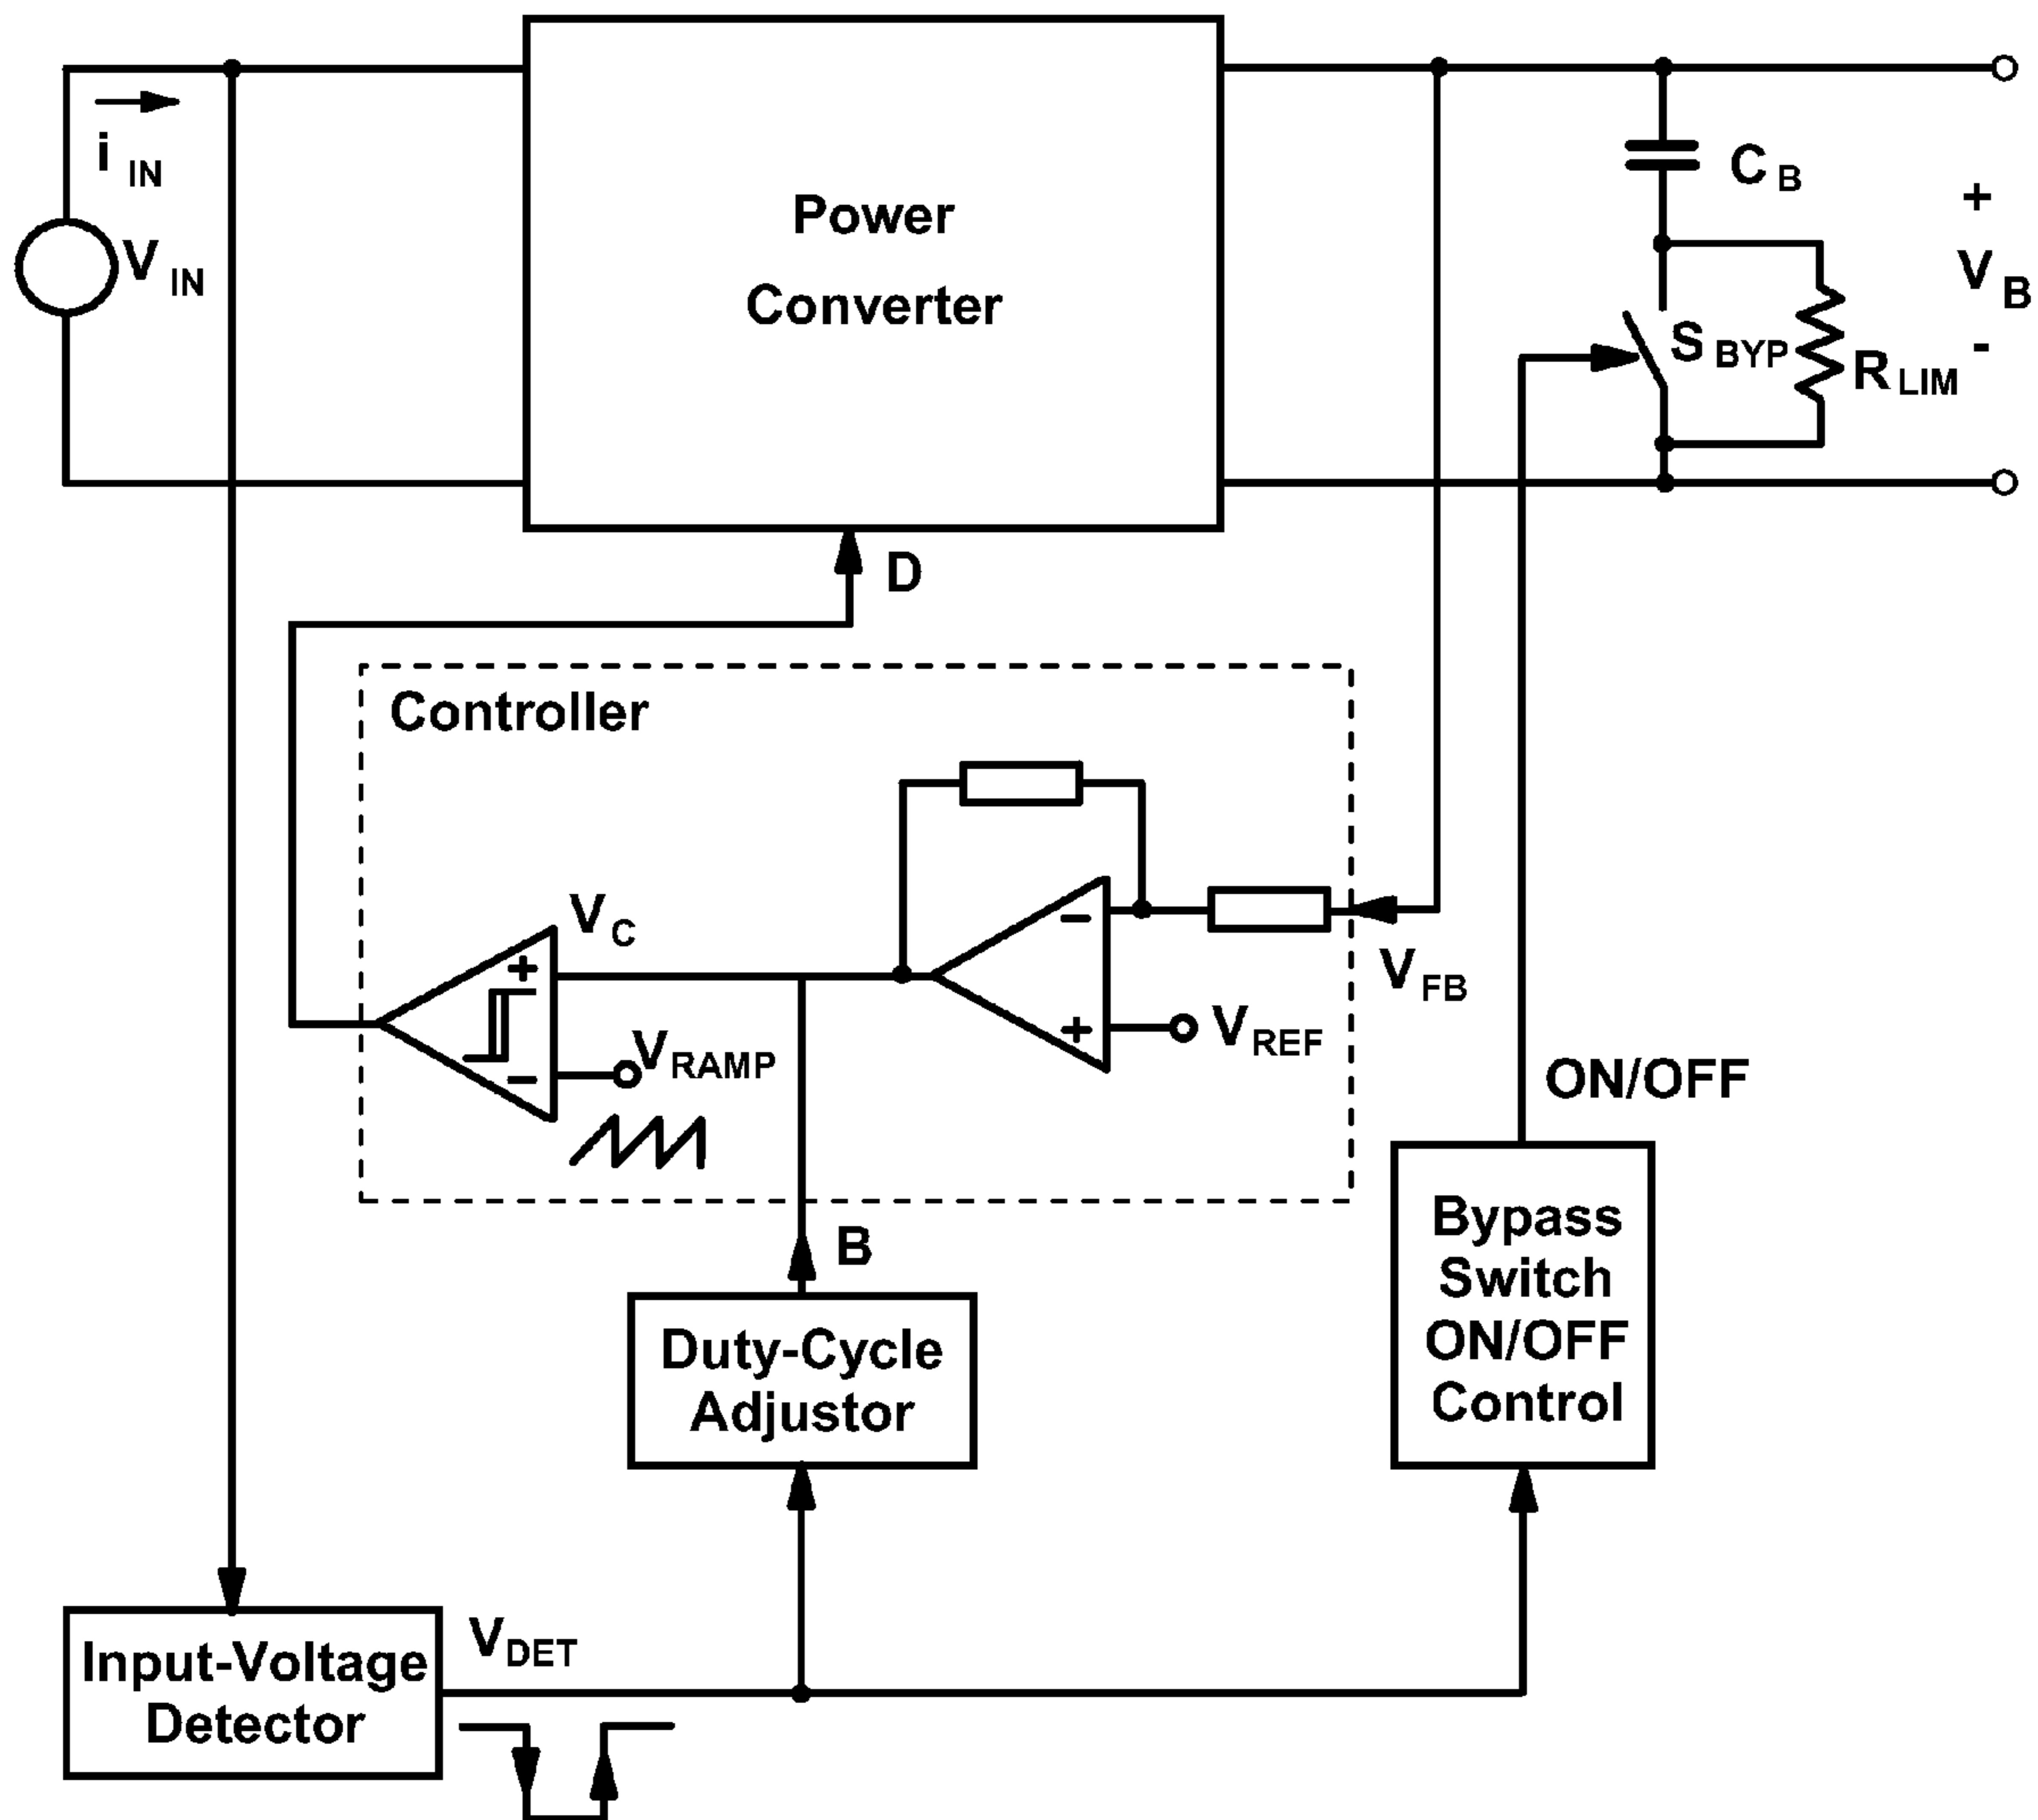 i IN
V IN
Power
Converter
C B
+
V B
-
S BYP
R LIM
D
Controller
V C
+
-
V RAMP
-
+
V FB
V REF
ON/OFF
B
Duty-Cycle
Adjustor
Bypass
Switch
ON/OFF
Control
Input-Voltage
Detector
V DET